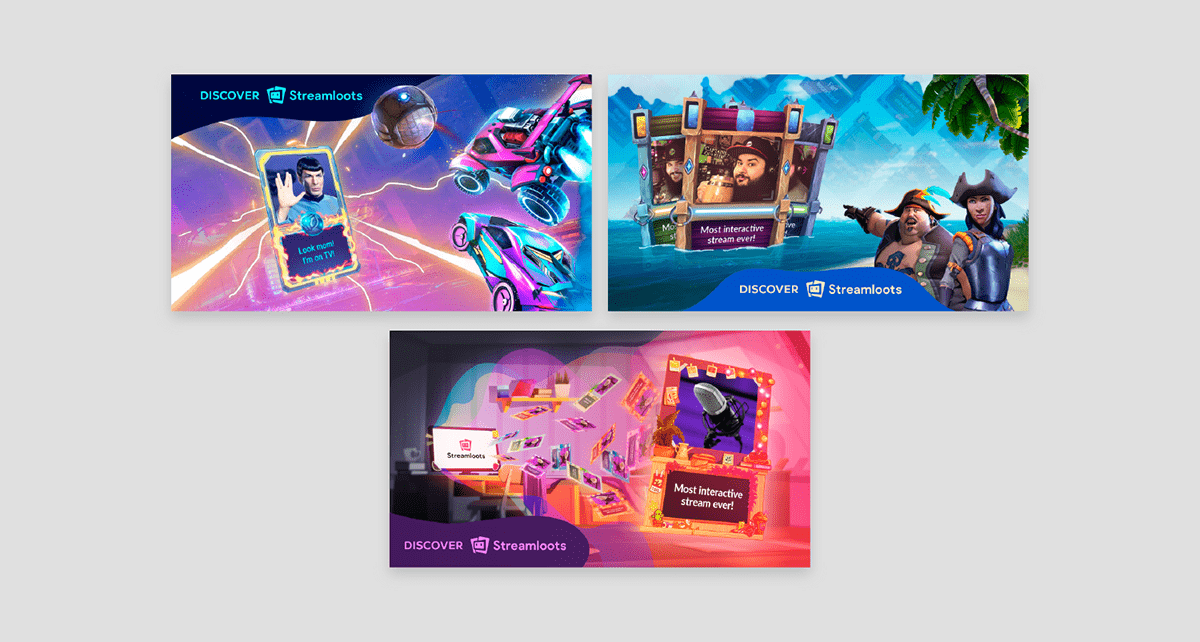 DISCOVER Streamloots
Look mom!
I'm on TV!
Most interactive
stream ever!
DISCOVER Streamloots
Streamloots
Most interactive
stream ever!
DISCOVER Streamloots